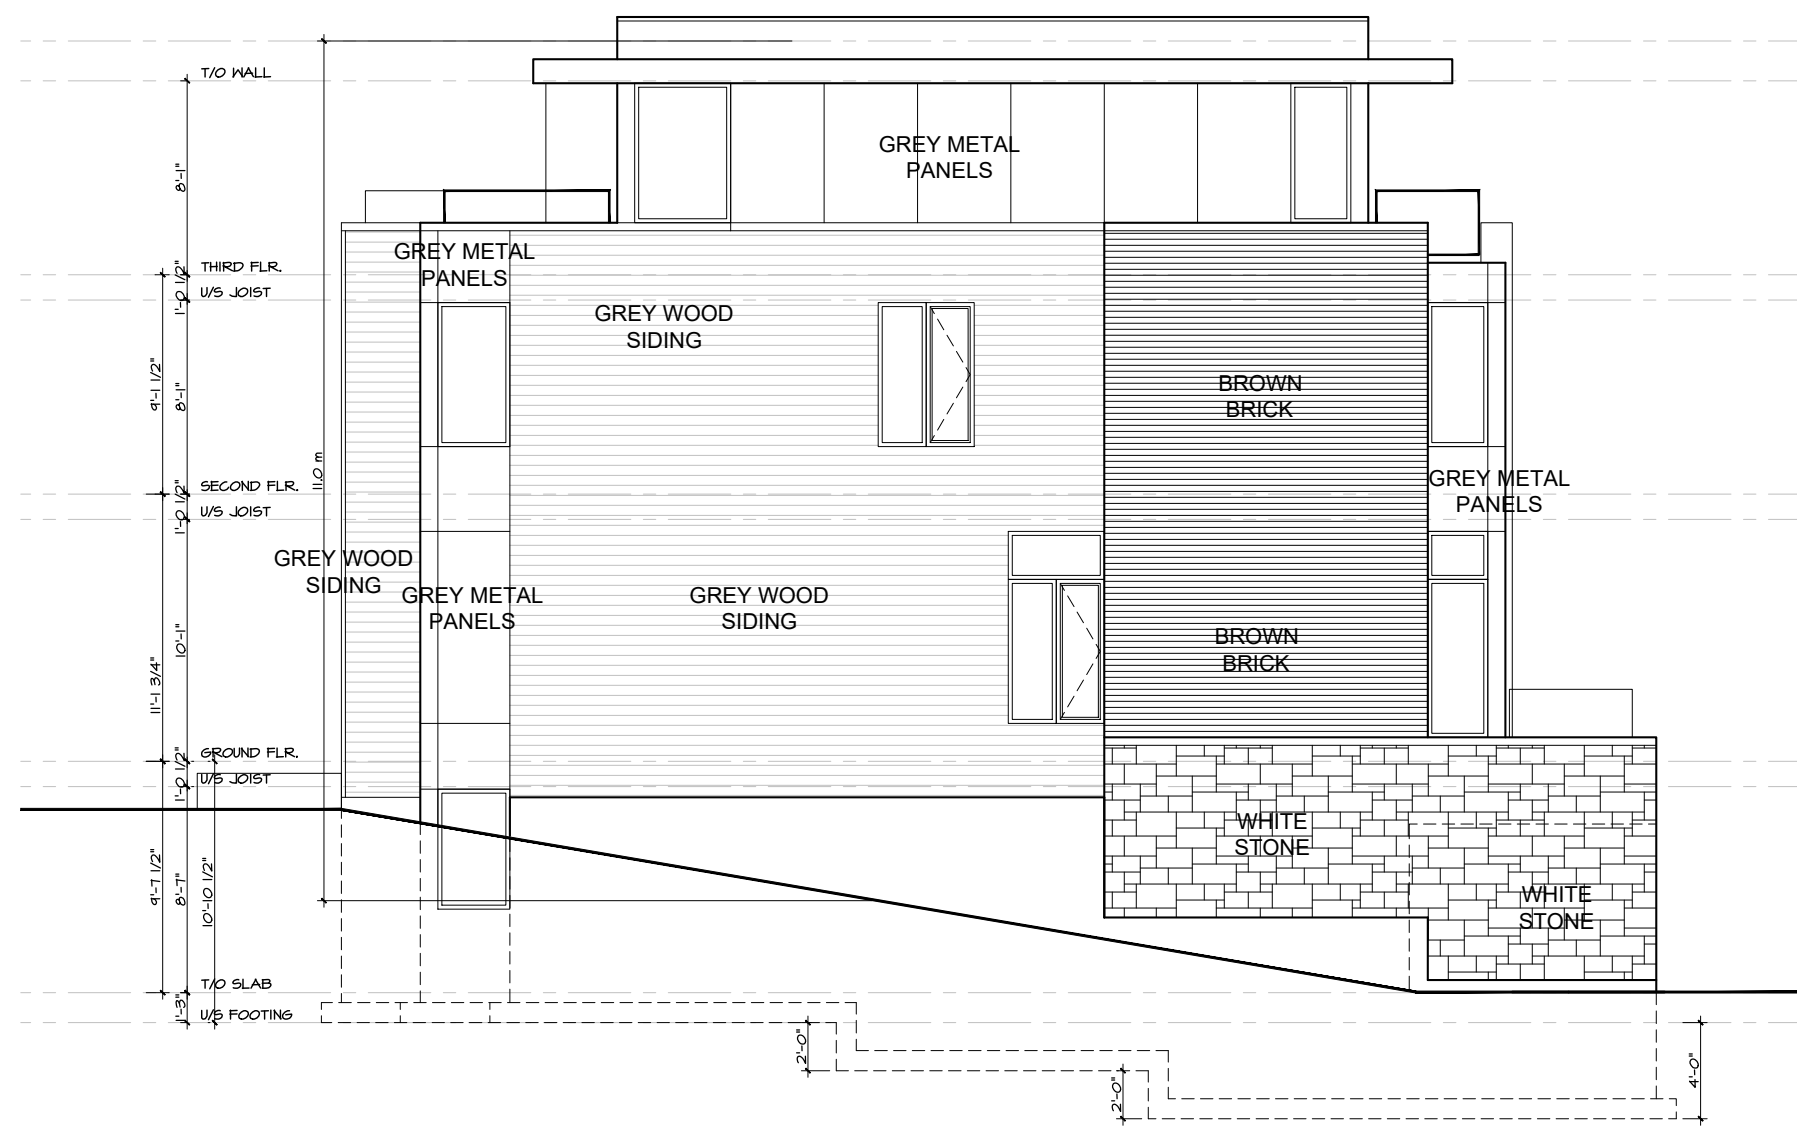 T/O WALL
GREY METAL
PANELS
8'-1"
GREY METAL
PANELS
THIRD FLR.
1'-0 1/2"
U/S JOIST
GREY WOOD
SIDING
9'-1 1/2"
8'-1"
BROWN
BRICK
11.0 m
SECOND FLR.
1'-0 1/2"
U/S JOIST
GREY METAL
PANELS
GREY WOOD
SIDING
GREY METAL
PANELS
GREY WOOD
SIDING
10'-1"
11'-1 3/4"
BROWN
BRICK
GROUND FLR.
1'-0 1/2"
U/S JOIST
WHITE
STONE
9'-7 1/2"
8'-7"
10'-10 1/2"
WHITE
STONE
T/O SLAB
1'-3"
U/S FOOTING
2'-0"
2'-0"
4'-0"